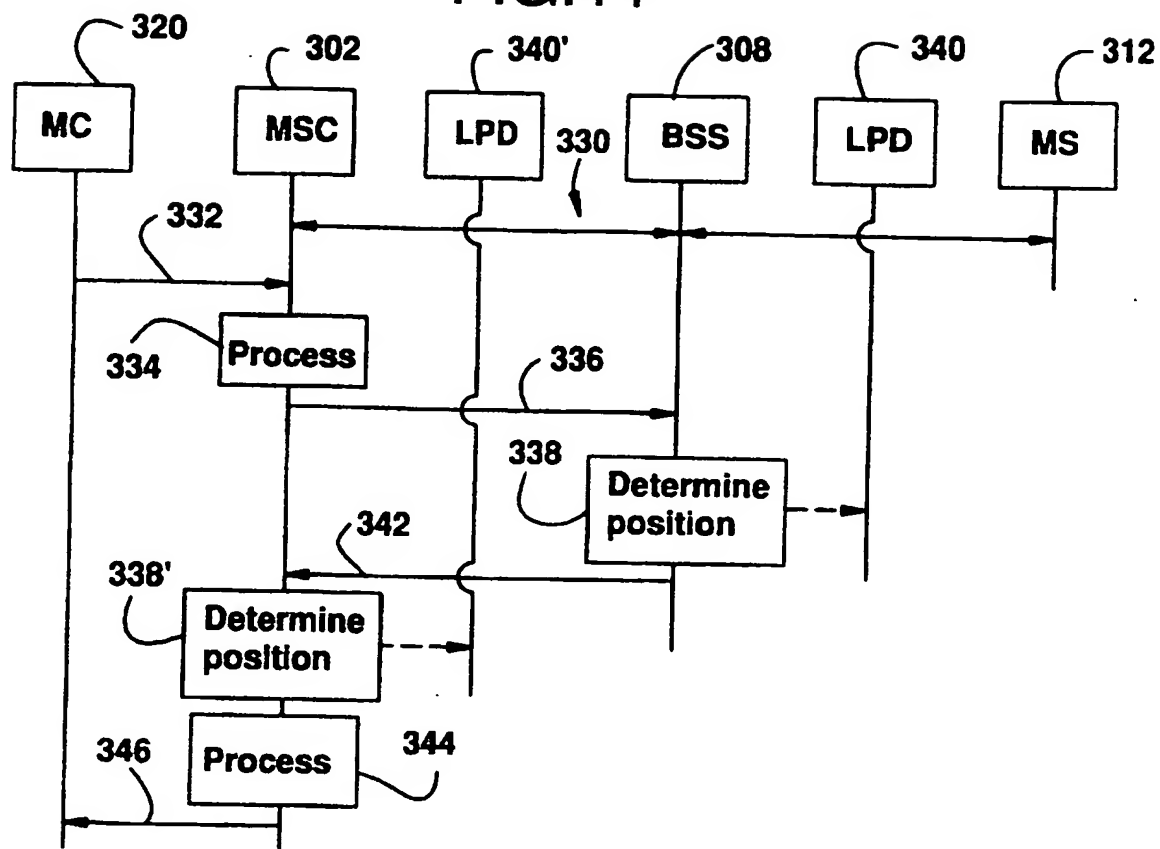 320
302
340'
308
340
312
MC
MSC
LPD
BSS
LPD
MS
330
332
334
Process
336
338
Determine
position
342
338'
Determine
position
Process
344
346